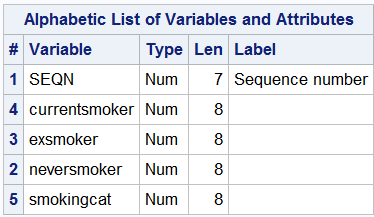 Alphabetic List of Variables and Attributes
# Variable Type Len Label
1 SEQN Num 7 Sequence number
4 currentsmoker Num 8
3 exsmoker Num 8
2 neversmoker Num 8
5 smokingcat Num 8